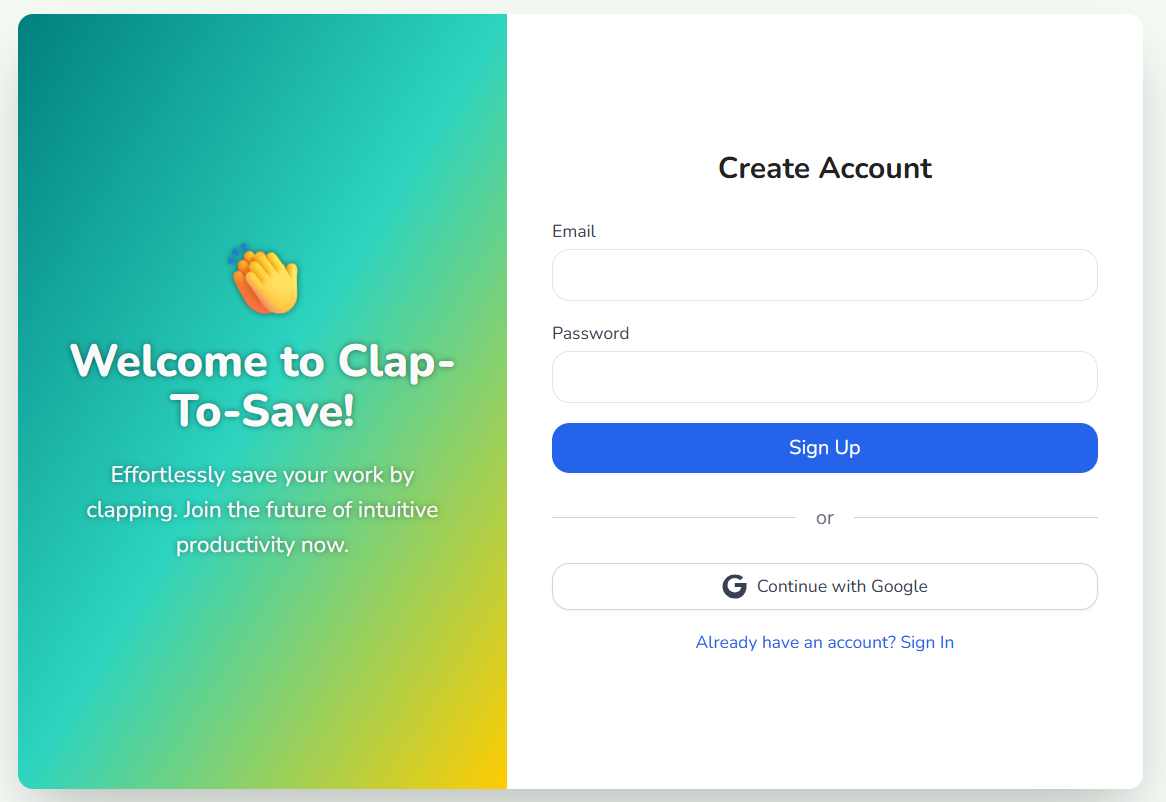 Welcome to Clap-
To-Save!
Effortlessly save your work by
clapping. Join the future of intuitive
productivity now.
Create Account
Email
Password
Sign Up
or
Continue with Google
Already have an account? Sign In